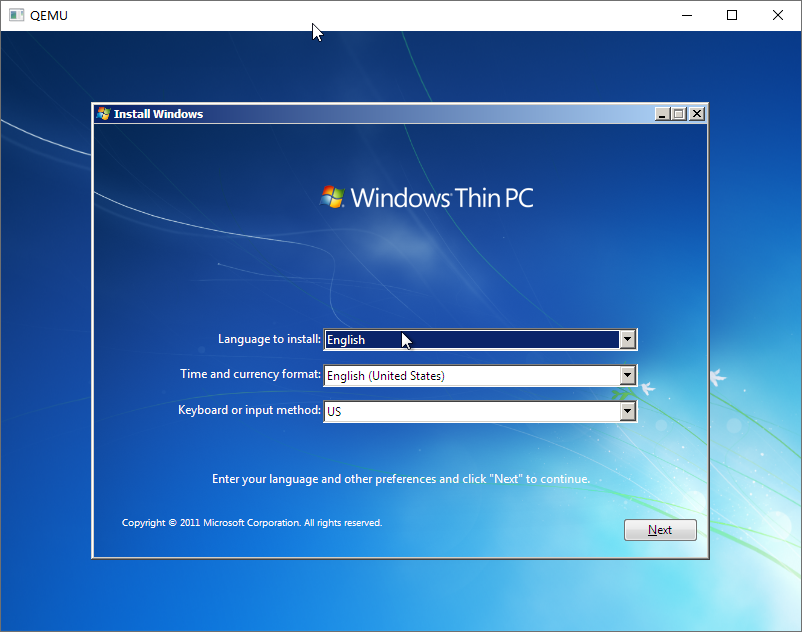 QEMU
Install Windows
Windows Thin PC
Language to install: English
Time and currency format: English (United States)
Keyboard or input method: US
Enter your language and other preferences and click "Next" to continue.
Copyright © 2011 Microsoft Corporation. All rights reserved.
Next